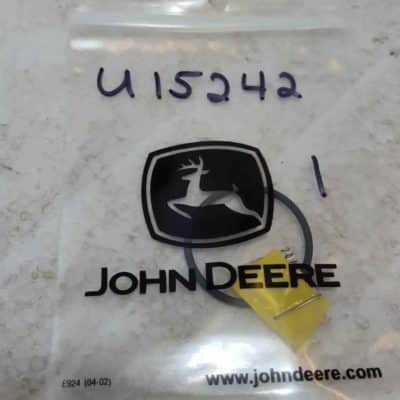 U15242
1
JOHN DEERE
E924 (04-02)
www.johndeere.com